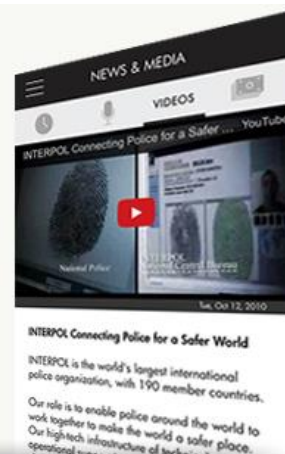 NEWS & MEDIA
VIDEOS
INTERPOL Connecting Police for a Safer ... YouTube
National Police
INTERPOL
National Central Bureau
Tue, Oct 12, 2010
INTERPOL Connecting Police for a Safer World
INTERPOL is the world's largest international
police organization, with 190 member countries.
Our role is to enable police around the world to
work together to make the world a safer place.
Our high-tech infrastructure of